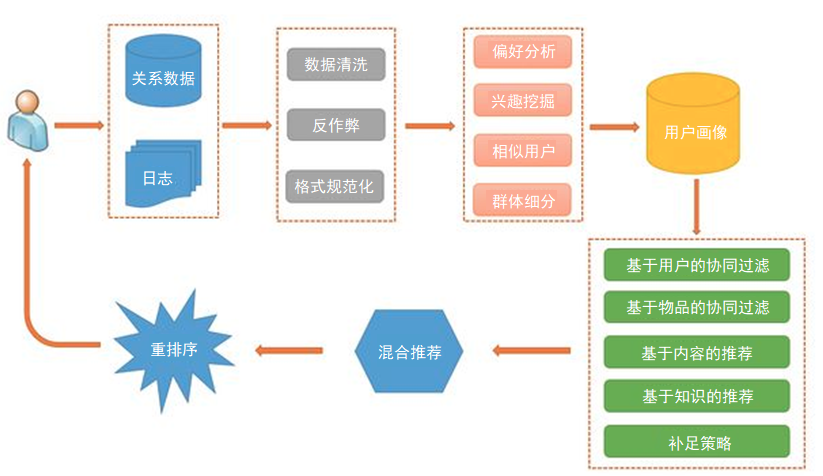 关系数据
日志
数据清洗
反作弊
格式规范化
偏好分析
兴趣挖掘
相似用户
群体细分
用户画像
基于用户的协同过滤
基于物品的协同过滤
基于内容的推荐
基于知识的推荐
补足策略
混合推荐
重排序